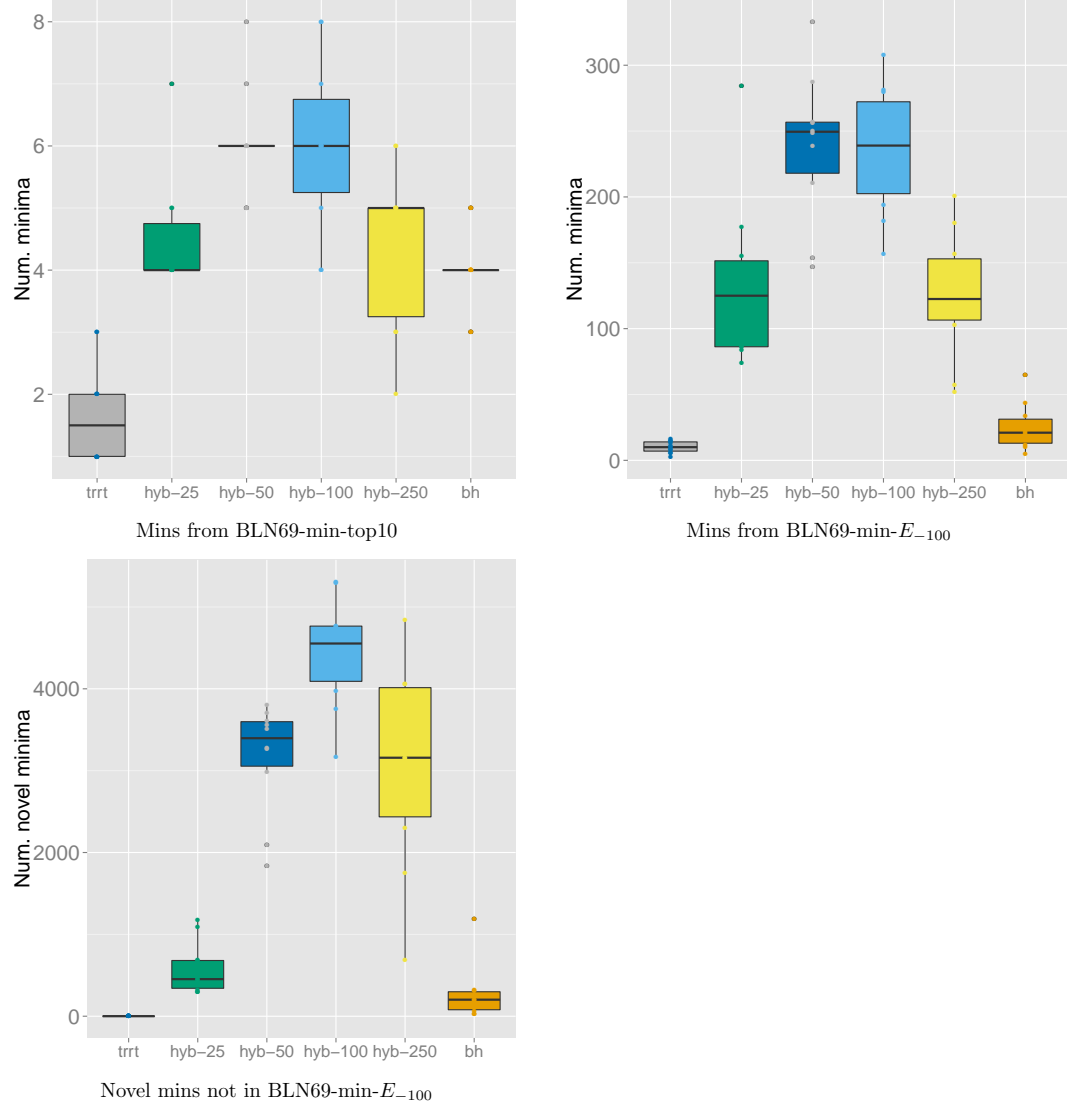 8
6
4
2
Num. minima
trrt hyb−25 hyb−50 hyb−100 hyb−250 bh
Mins from BLN69-min-top10
300
200
100
0
Num. minima
trrt hyb−25 hyb−50 hyb−100 hyb−250 bh
Mins from BLN69-min-E−100
4000
2000
0
Num. novel minima
trrt hyb−25 hyb−50 hyb−100 hyb−250 bh
Novel mins not in BLN69-min-E−100